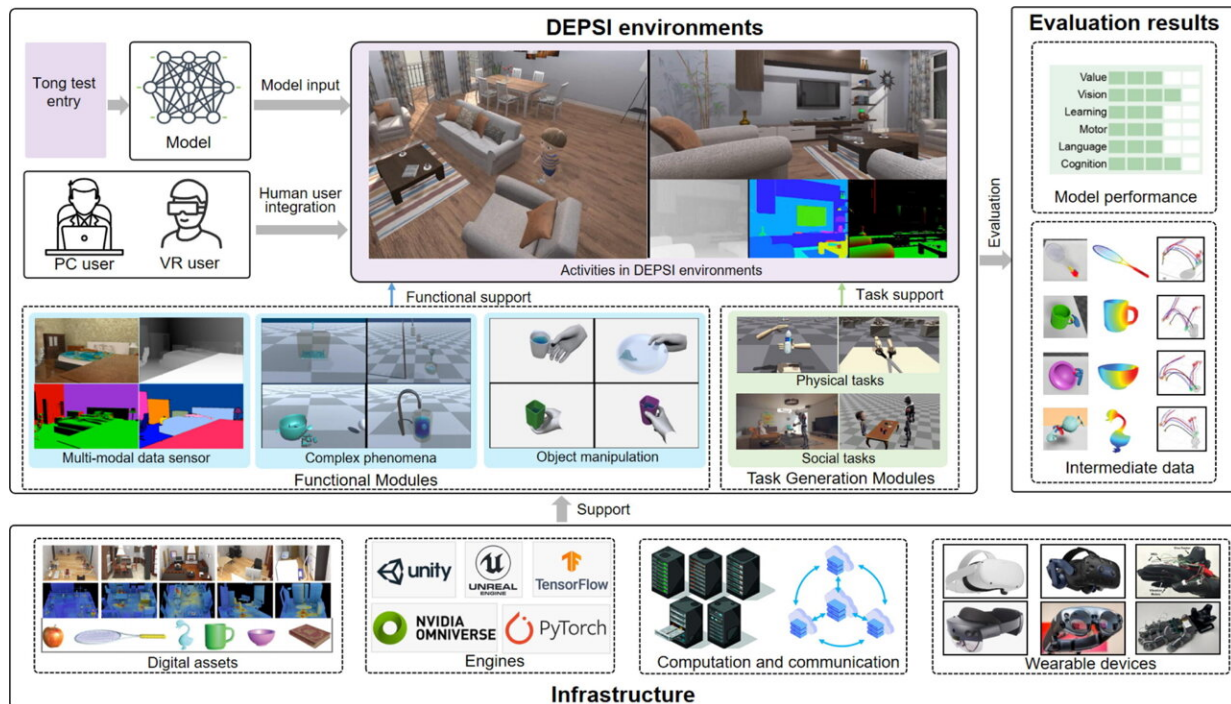 DEPSI environments
Tong test
entry
Model
Model input
PC user
VR user
Human user
integration
Activities in DEPSI environments
Functional support
Task support
Multi-modal data sensor
Complex phenomena
Object manipulation
Functional Modules
Physical tasks
Social tasks
Task Generation Modules
Evaluation
Evaluation results
Value
Vision
Learning
Motor
Language
Cognition
Model performance
Intermediate data
Support
Digital assets
unity
UNREAL
ENGINE
TensorFlow
NVIDIA
OMNIVERSE
PyTorch
Engines
Computation and communication
Wearable devices
Infrastructure